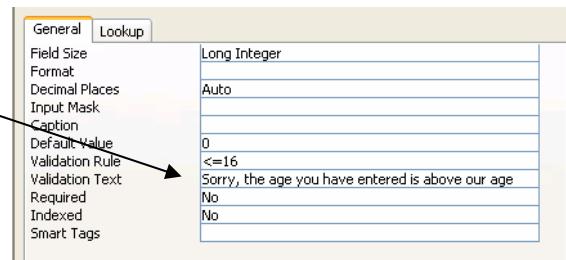 General Lookup
Field Size Long Integer
Format
Decimal Places Auto
Input Mask
Caption
Default Value 0
Validation Rule <=16
Validation Text Sorry, the age you have entered is above our age
Required No
Indexed No
Smart Tags